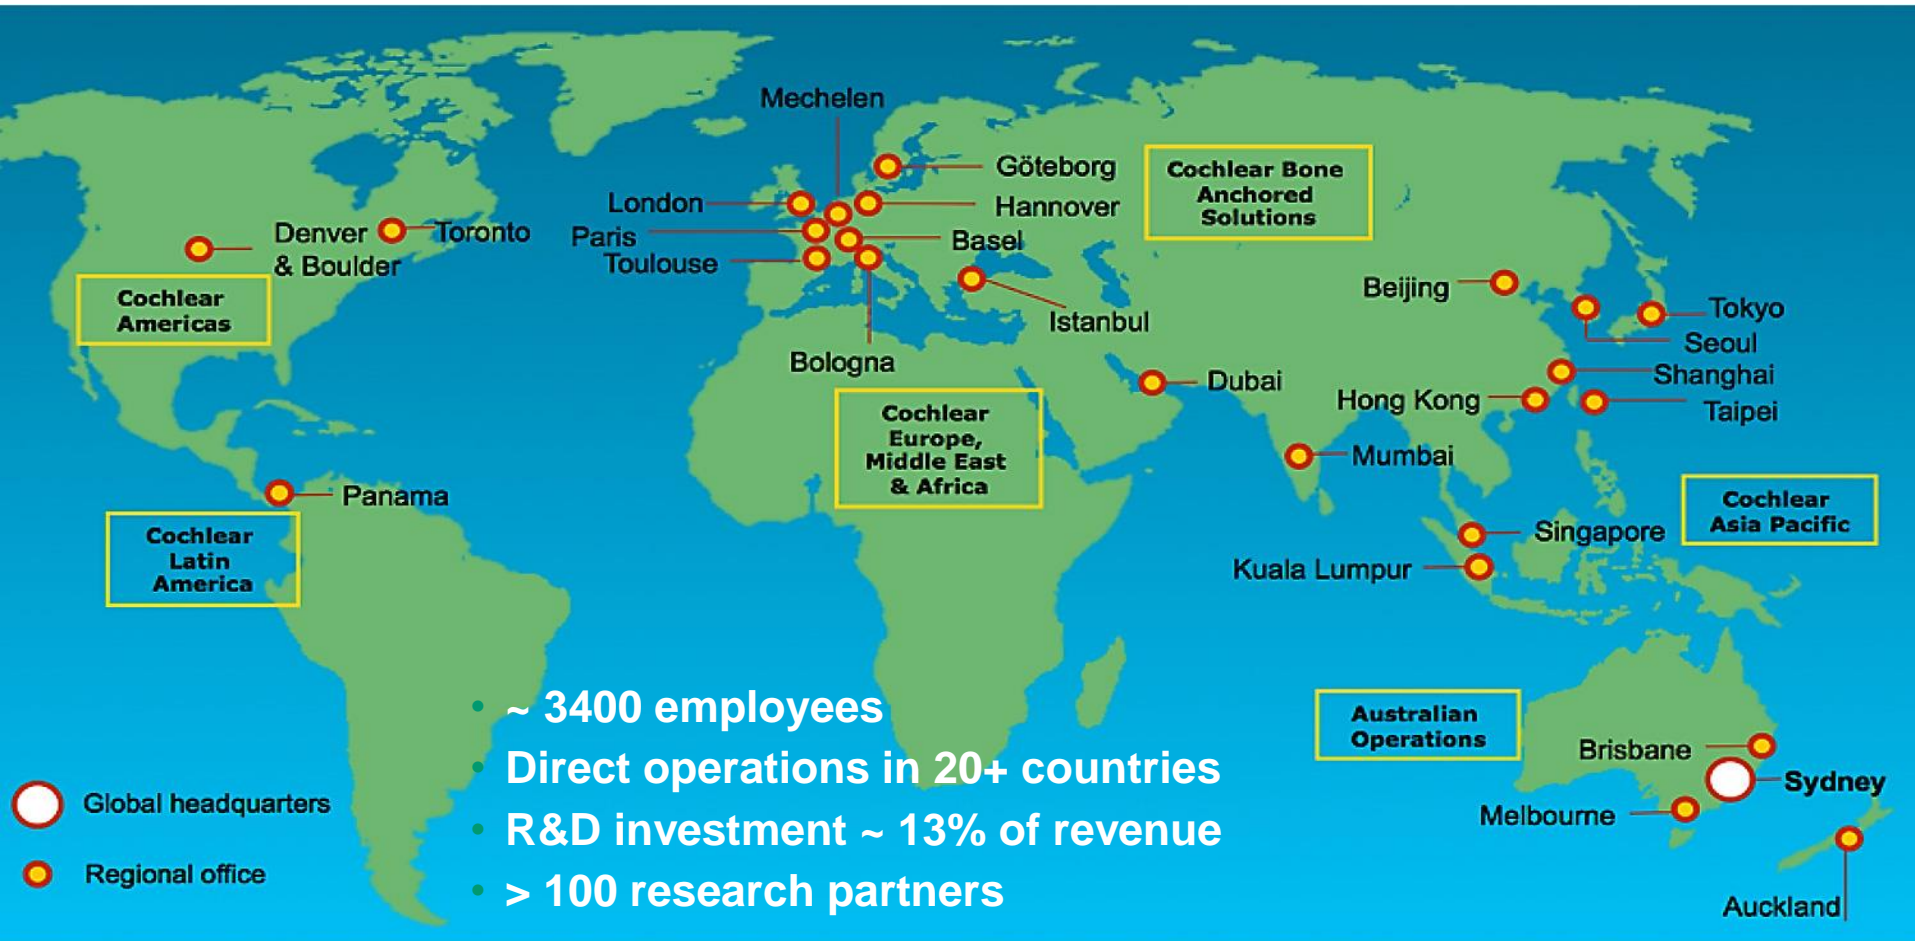 Mechelen
Göteborg
Cochlear Bone
Anchored
Solutions
London
Hannover
Denver
& Boulder
Toronto
Paris
Basel
Toulouse
Cochlear
Americas
Istanbul
Bologna
Beijing
Tokyo
Seoul
Shanghai
Dubai
Hong Kong
Taipei
Cochlear
Europe,
Middle East
& Africa
Mumbai
Panama
Cochlear
Asia Pacific
Cochlear
Latin
America
Singapore
Kuala Lumpur
• ~ 3400 employees
• Direct operations in 20+ countries
• R&D investment ~ 13% of revenue
• > 100 research partners
Australian
Operations
Brisbane
Sydney
Melbourne
Auckland
Global headquarters
Regional office